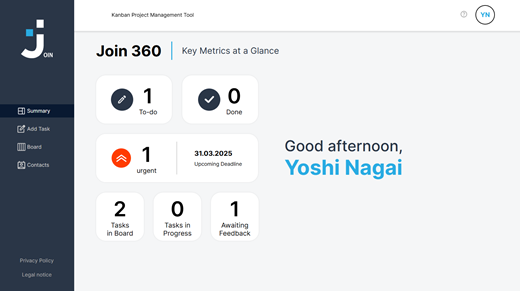 Kanban Project Management Tool
YN
JOIN
Summary
Add Task
Board
Contacts
Privacy Policy
Legal notice
Join 360
Key Metrics at a Glance
1
To-do
0
Done
1
urgent
31.03.2025
Upcoming Deadline
2
Tasks
in Board
0
Tasks in
Progress
1
Awaiting
Feedback
Good afternoon,
Yoshi Nagai